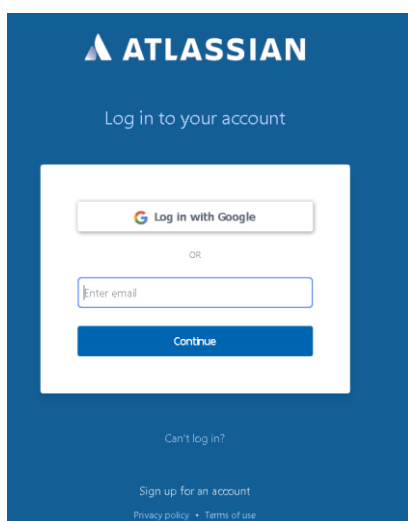 ATLASSIAN
Log in to your account
Log in with Google
OR
Enter email
Continue
Can't log in?
Sign up for an account
Privacy policy • Terms of use